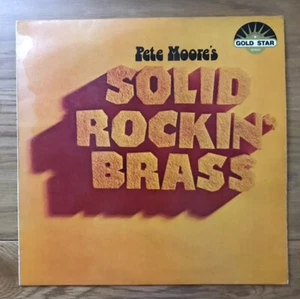 GOLD STAR
Pete Moore's
SOLID
ROCKIN'
BRASS